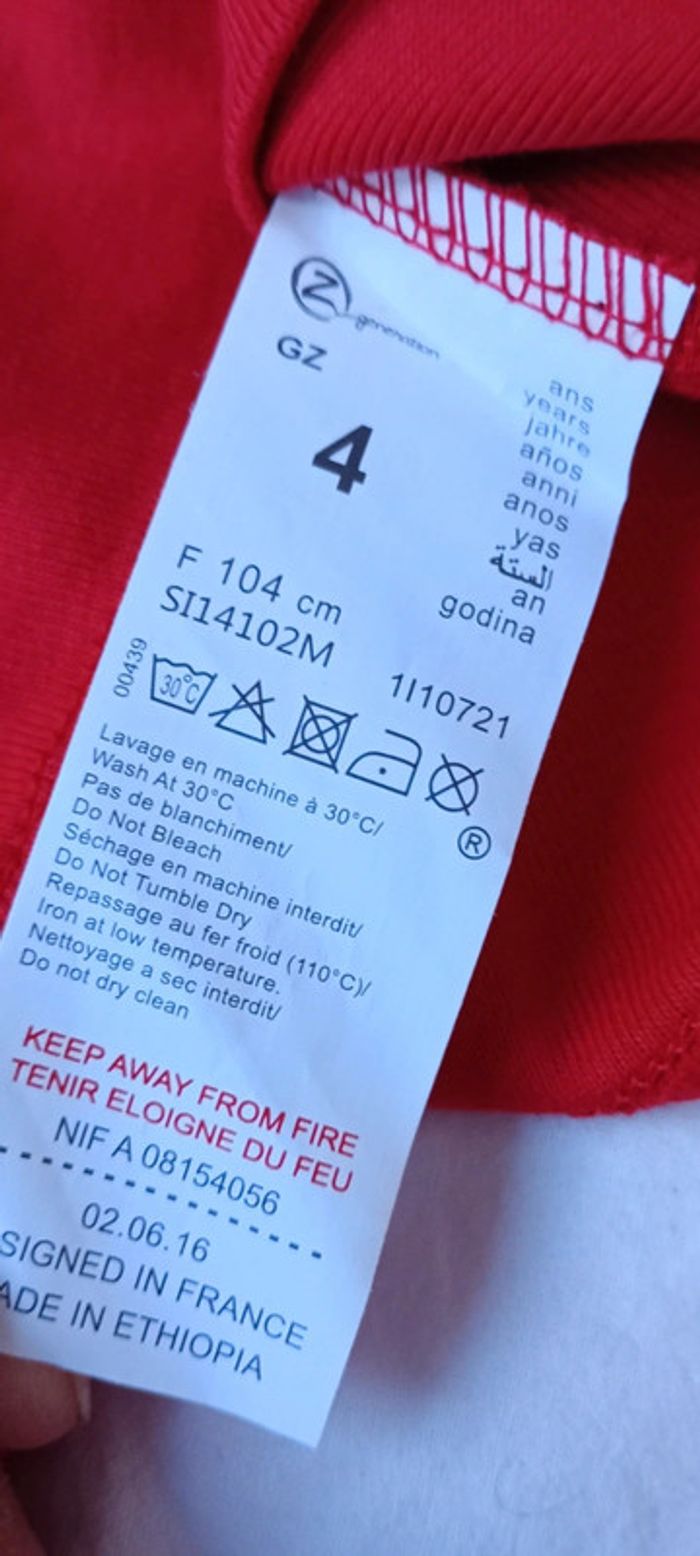 Z generation
GZ
4
ans
years
jahre
años
anni
anos
yas
السنة
an
godina
F 104 cm
SI14102M
1I10721
00439
30°C
Lavage en machine à 30°C/
Wash At 30°C
Pas de blanchiment/
Do Not Bleach
Séchage en machine interdit/
Do Not Tumble Dry
Repassage au fer froid (110°C)/
Iron at low temperature.
Nettoyage a sec interdit/
Do not dry clean
®
KEEP AWAY FROM FIRE
TENIR ELOIGNE DU FEU
NIF A 08154056
02.06.16
SIGNED IN FRANCE
ADE IN ETHIOPIA